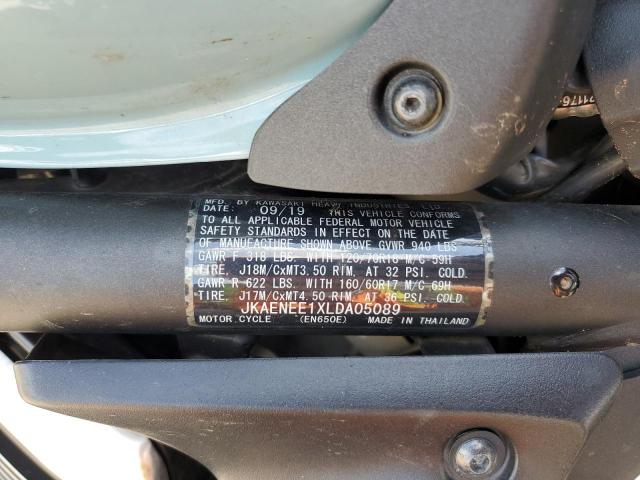 MFD. BY KAWASAKI HEAVY INDUSTRIES, LTD.
DATE: 09/19 THIS VEHICLE CONFORMS
TO ALL APPLICABLE FEDERAL MOTOR VEHICLE
SAFETY STANDARDS IN EFFECT ON THE DATE
OF MANUFACTURE SHOWN ABOVE GVWR 940 LBS
GAWR F 318 LBS. WITH 120/70R18 M/C 59H
TIRE, J18M/CxMT3.50 RIM, AT 32 PSI. COLD.
GAWR R 622 LBS. WITH 160/60R17 M/C 69H
TIRE, J17M/CxMT4.50 RIM, AT 36 PSI. COLD.
JKAENEE1XLDA05089
MOTOR CYCLE (EN650E) MADE IN THAILAND